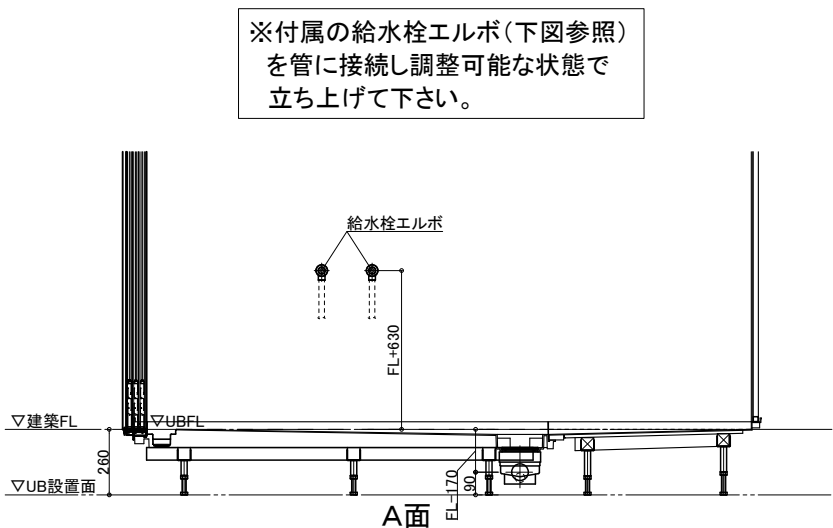 ※付属の給水栓エルボ(下図参照)
を管に接続し調整可能な状態で
立ち上げて下さい。
給水栓エルボ
FL+630
▽建築FL
▽UBFL
260
FL-170
90
▽UB設置面
A面